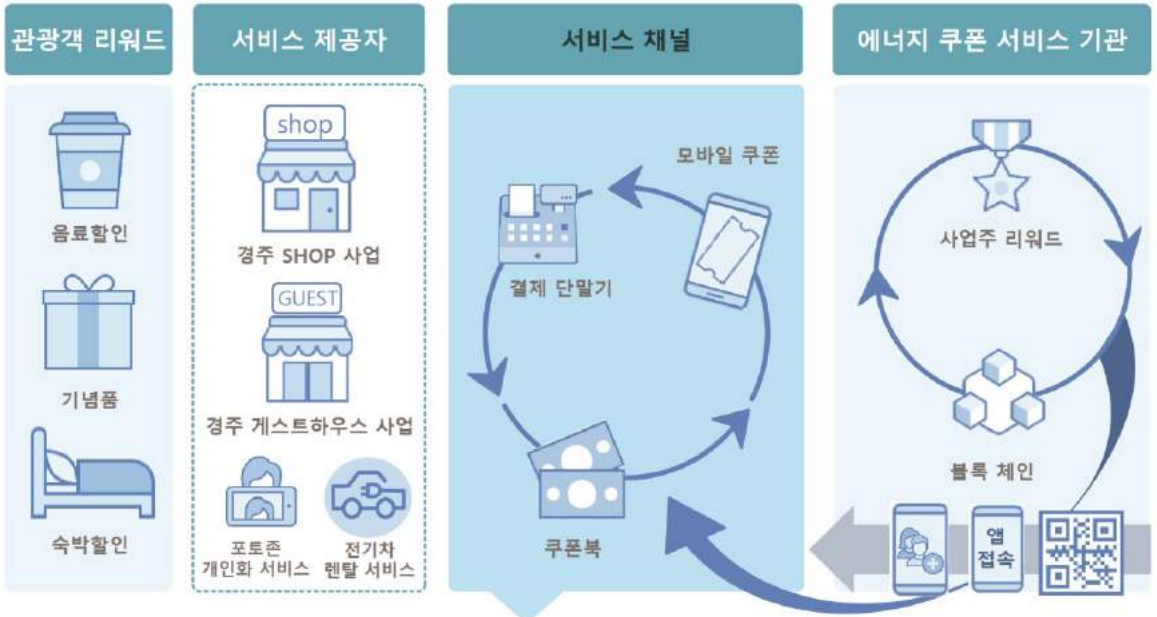 관광객 리워드
서비스 제공자
서비스 채널
에너지 쿠폰 서비스 기관
음료할인
기념품
숙박할인
shop
경주 SHOP 사업
GUEST
경주 게스트하우스 사업
포토존
개인화 서비스
전기차
렌탈 서비스
모바일 쿠폰
결제 단말기
쿠폰북
사업주 리워드
블록 체인
앱
접속